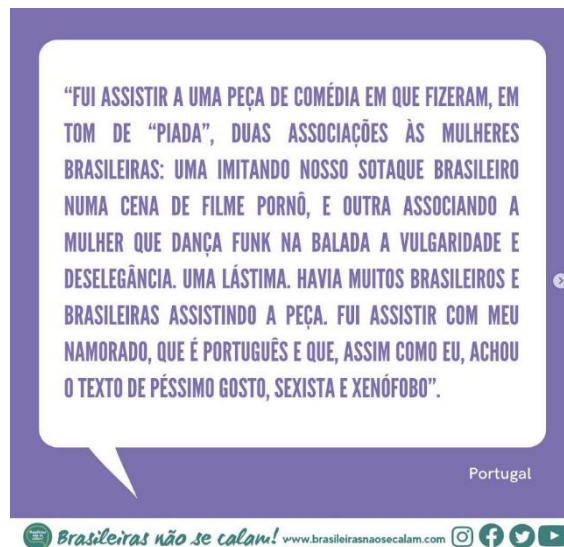 “FUI ASSISTIR A UMA PEÇA DE COMÉDIA EM QUE FIZERAM, EM
TOM DE “PIADA”, DUAS ASSOCIAÇÕES ÀS MULHERES
BRASILEIRAS: UMA IMITANDO NOSSO SOTAQUE BRASILEIRO
NUMA CENA DE FILME PORNÔ, E OUTRA ASSOCIANDO A
MULHER QUE DANÇA FUNK NA BALADA A VULGARIDADE E
DESELEGÂNCIA. UMA LÁSTIMA. HAVIA MUITOS BRASILEIROS E
BRASILEIRAS ASSISTINDO A PEÇA. FUI ASSISTIR COM MEU
NAMORADO, QUE É PORTUGUÊS E QUE, ASSIM COMO EU, ACHOU
O TEXTO DE PÉSSIMO GOSTO, SEXISTA E XENÓFOBO”.
Portugal
Brasileiras não se calam! www.brasileirasnaosecalam.com